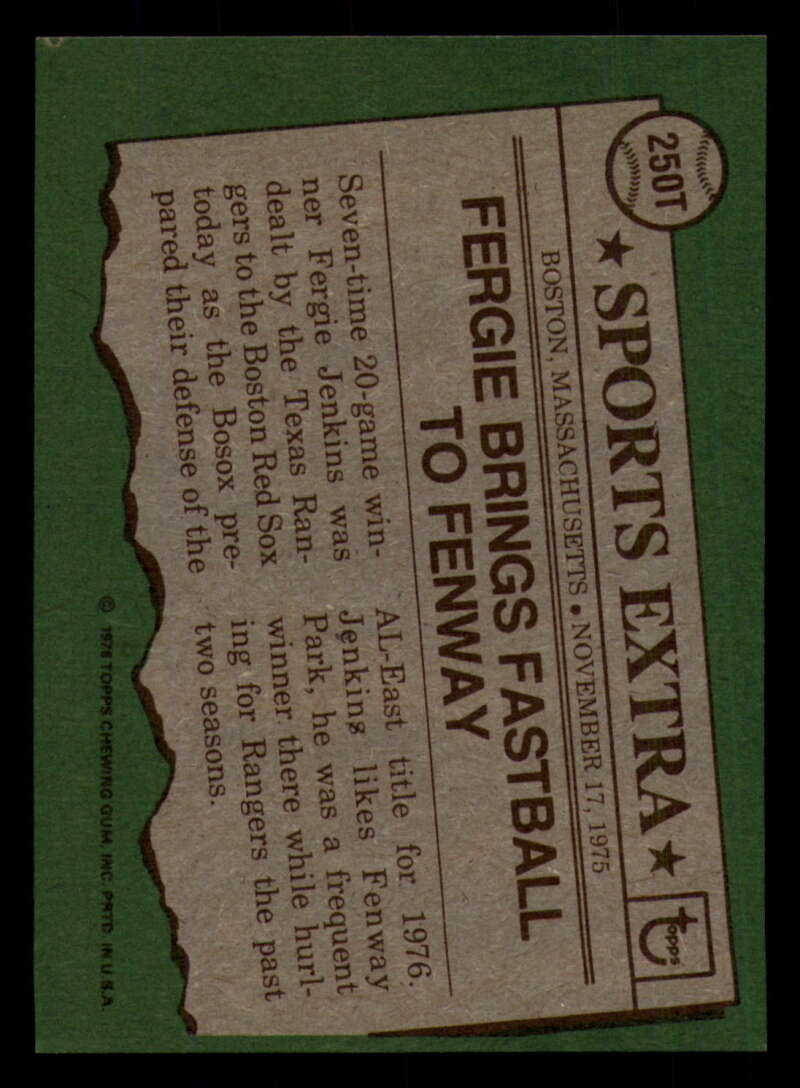 250T
★ SPORTS EXTRA ★
topps
BOSTON, MASSACHUSETTS • NOVEMBER 17, 1975
FERGIE BRINGS FASTBALL
TO FENWAY
Seven-time 20-game win-
ner Fergie Jenkins was
dealt by the Texas Ran-
gers to the Boston Red Sox
today as the Bosox pre-
pared their defense of the
AL-East title for 1976.
Jenkins likes Fenway
Park, he was a frequent
winner there while hurl-
ing for Rangers the past
two seasons.
© 1976 TOPPS CHEWING GUM, INC. PRTD. IN U.S.A.